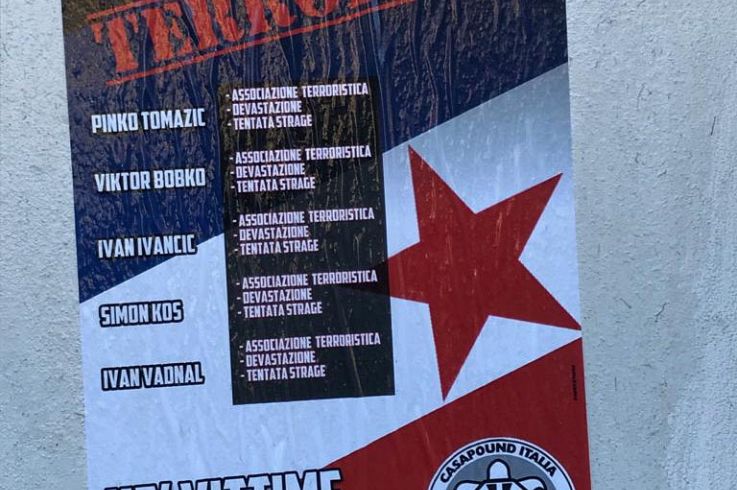 PINKO TOMAZIC
- ASSOCIAZIONE TERRORISTICA
- DEVASTAZIONE
- TENTATA STRAGE
VIKTOR BOBKO
- ASSOCIAZIONE TERRORISTICA
- DEVASTAZIONE
- TENTATA STRAGE
IVAN IVANCIC
- ASSOCIAZIONE TERRORISTICA
- DEVASTAZIONE
- TENTATA STRAGE
SIMON KOS
- ASSOCIAZIONE TERRORISTICA
- DEVASTAZIONE
- TENTATA STRAGE
IVAN VADNAL
- ASSOCIAZIONE TERRORISTICA
- DEVASTAZIONE
- TENTATA STRAGE
VITTIME
CASAPOUND ITALIA